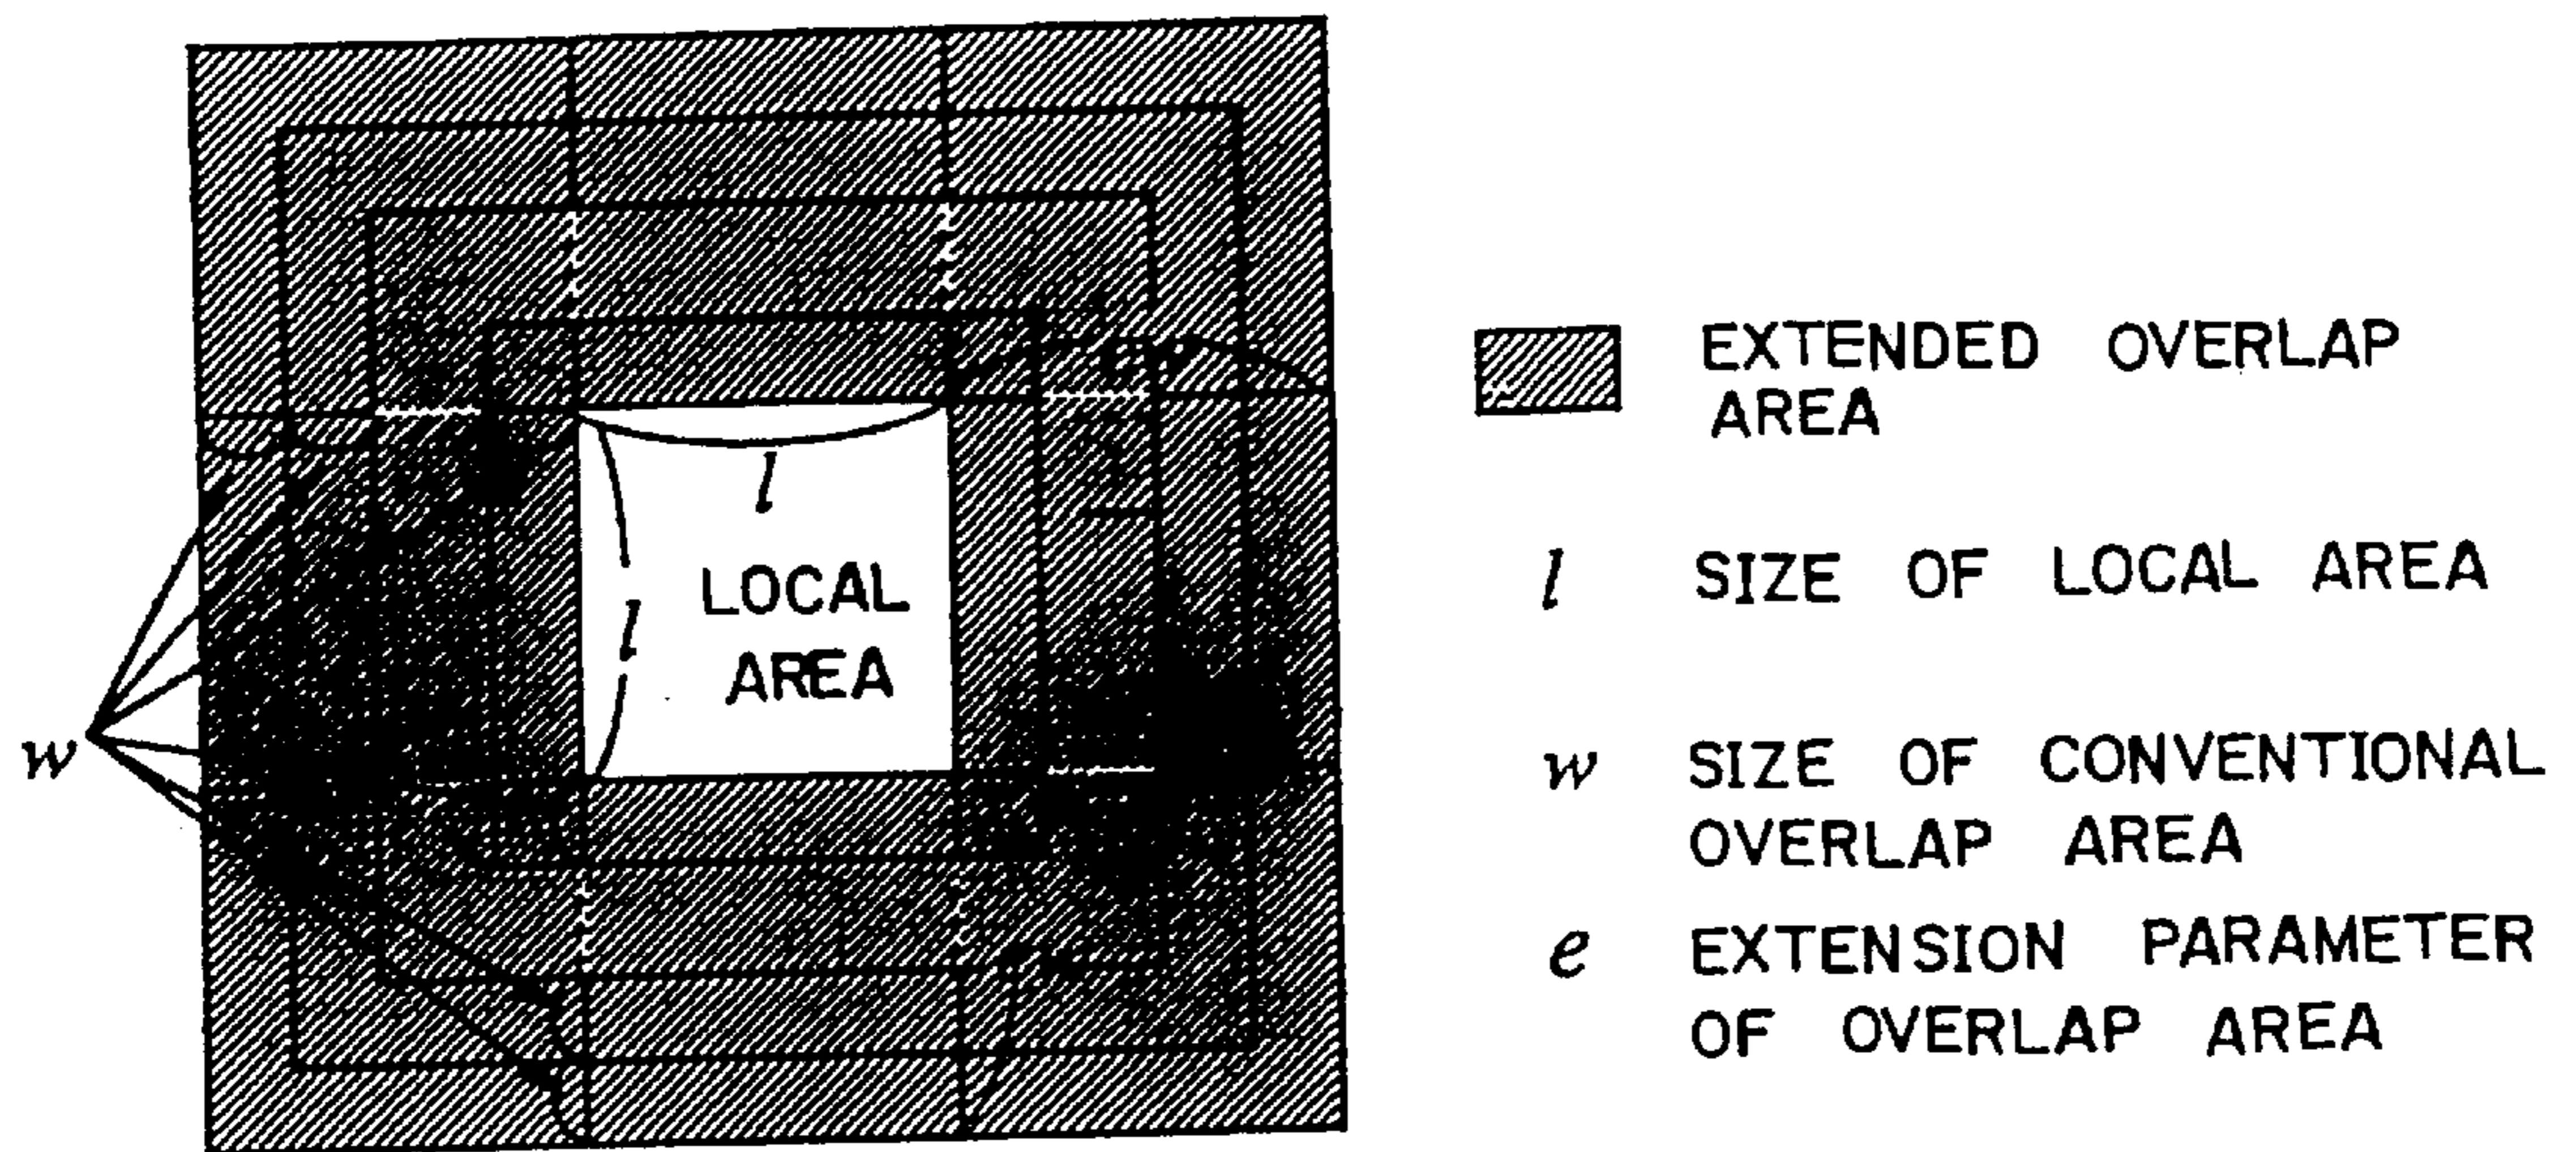 l
l
LOCAL
AREA
w
EXTENDED OVERLAP
AREA
l SIZE OF LOCAL AREA
w SIZE OF CONVENTIONAL
OVERLAP AREA
e EXTENSION PARAMETER
OF OVERLAP AREA